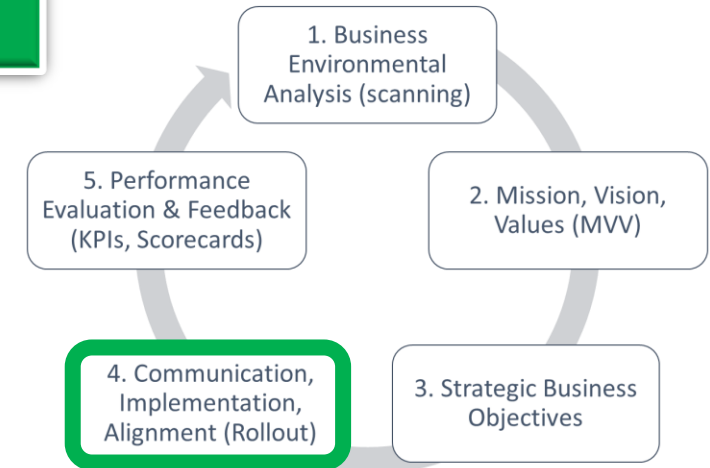 1. Business
Environmental
Analysis (scanning)
2. Mission, Vision,
Values (MVV)
3. Strategic Business
Objectives
4. Communication,
Implementation,
Alignment (Rollout)
5. Performance
Evaluation & Feedback
(KPIs, Scorecards)